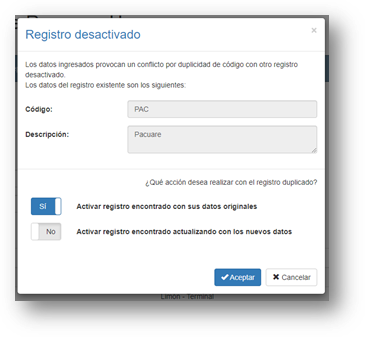 Registro desactivado
×
Los datos ingresados provocan un conflicto por duplicidad de código con otro registro
desactivado.
Los datos del registro existente son los siguientes:
Código:
PAC
Descripción:
Pacuare
¿Qué acción desea realizar con el registro duplicado?
Sí
Activar registro encontrado con sus datos originales
No
Activar registro encontrado actualizando con los nuevos datos
Aceptar
Cancelar
Limón - Terminal